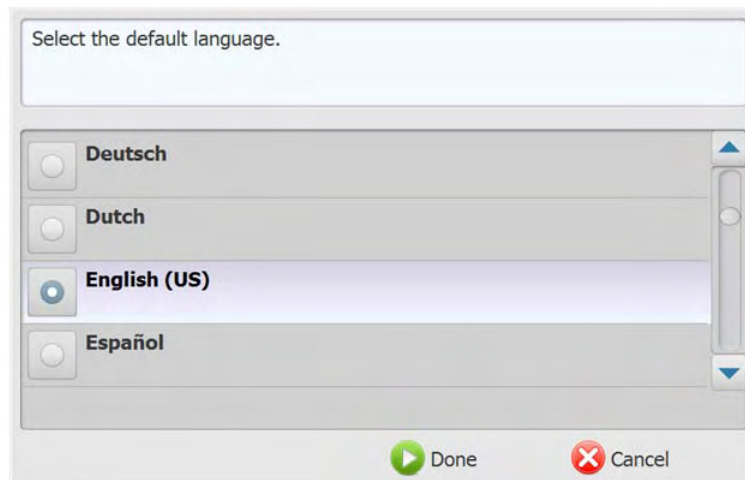 Select the default language.
Deutsch
Dutch
English (US)
Español
Done
Cancel